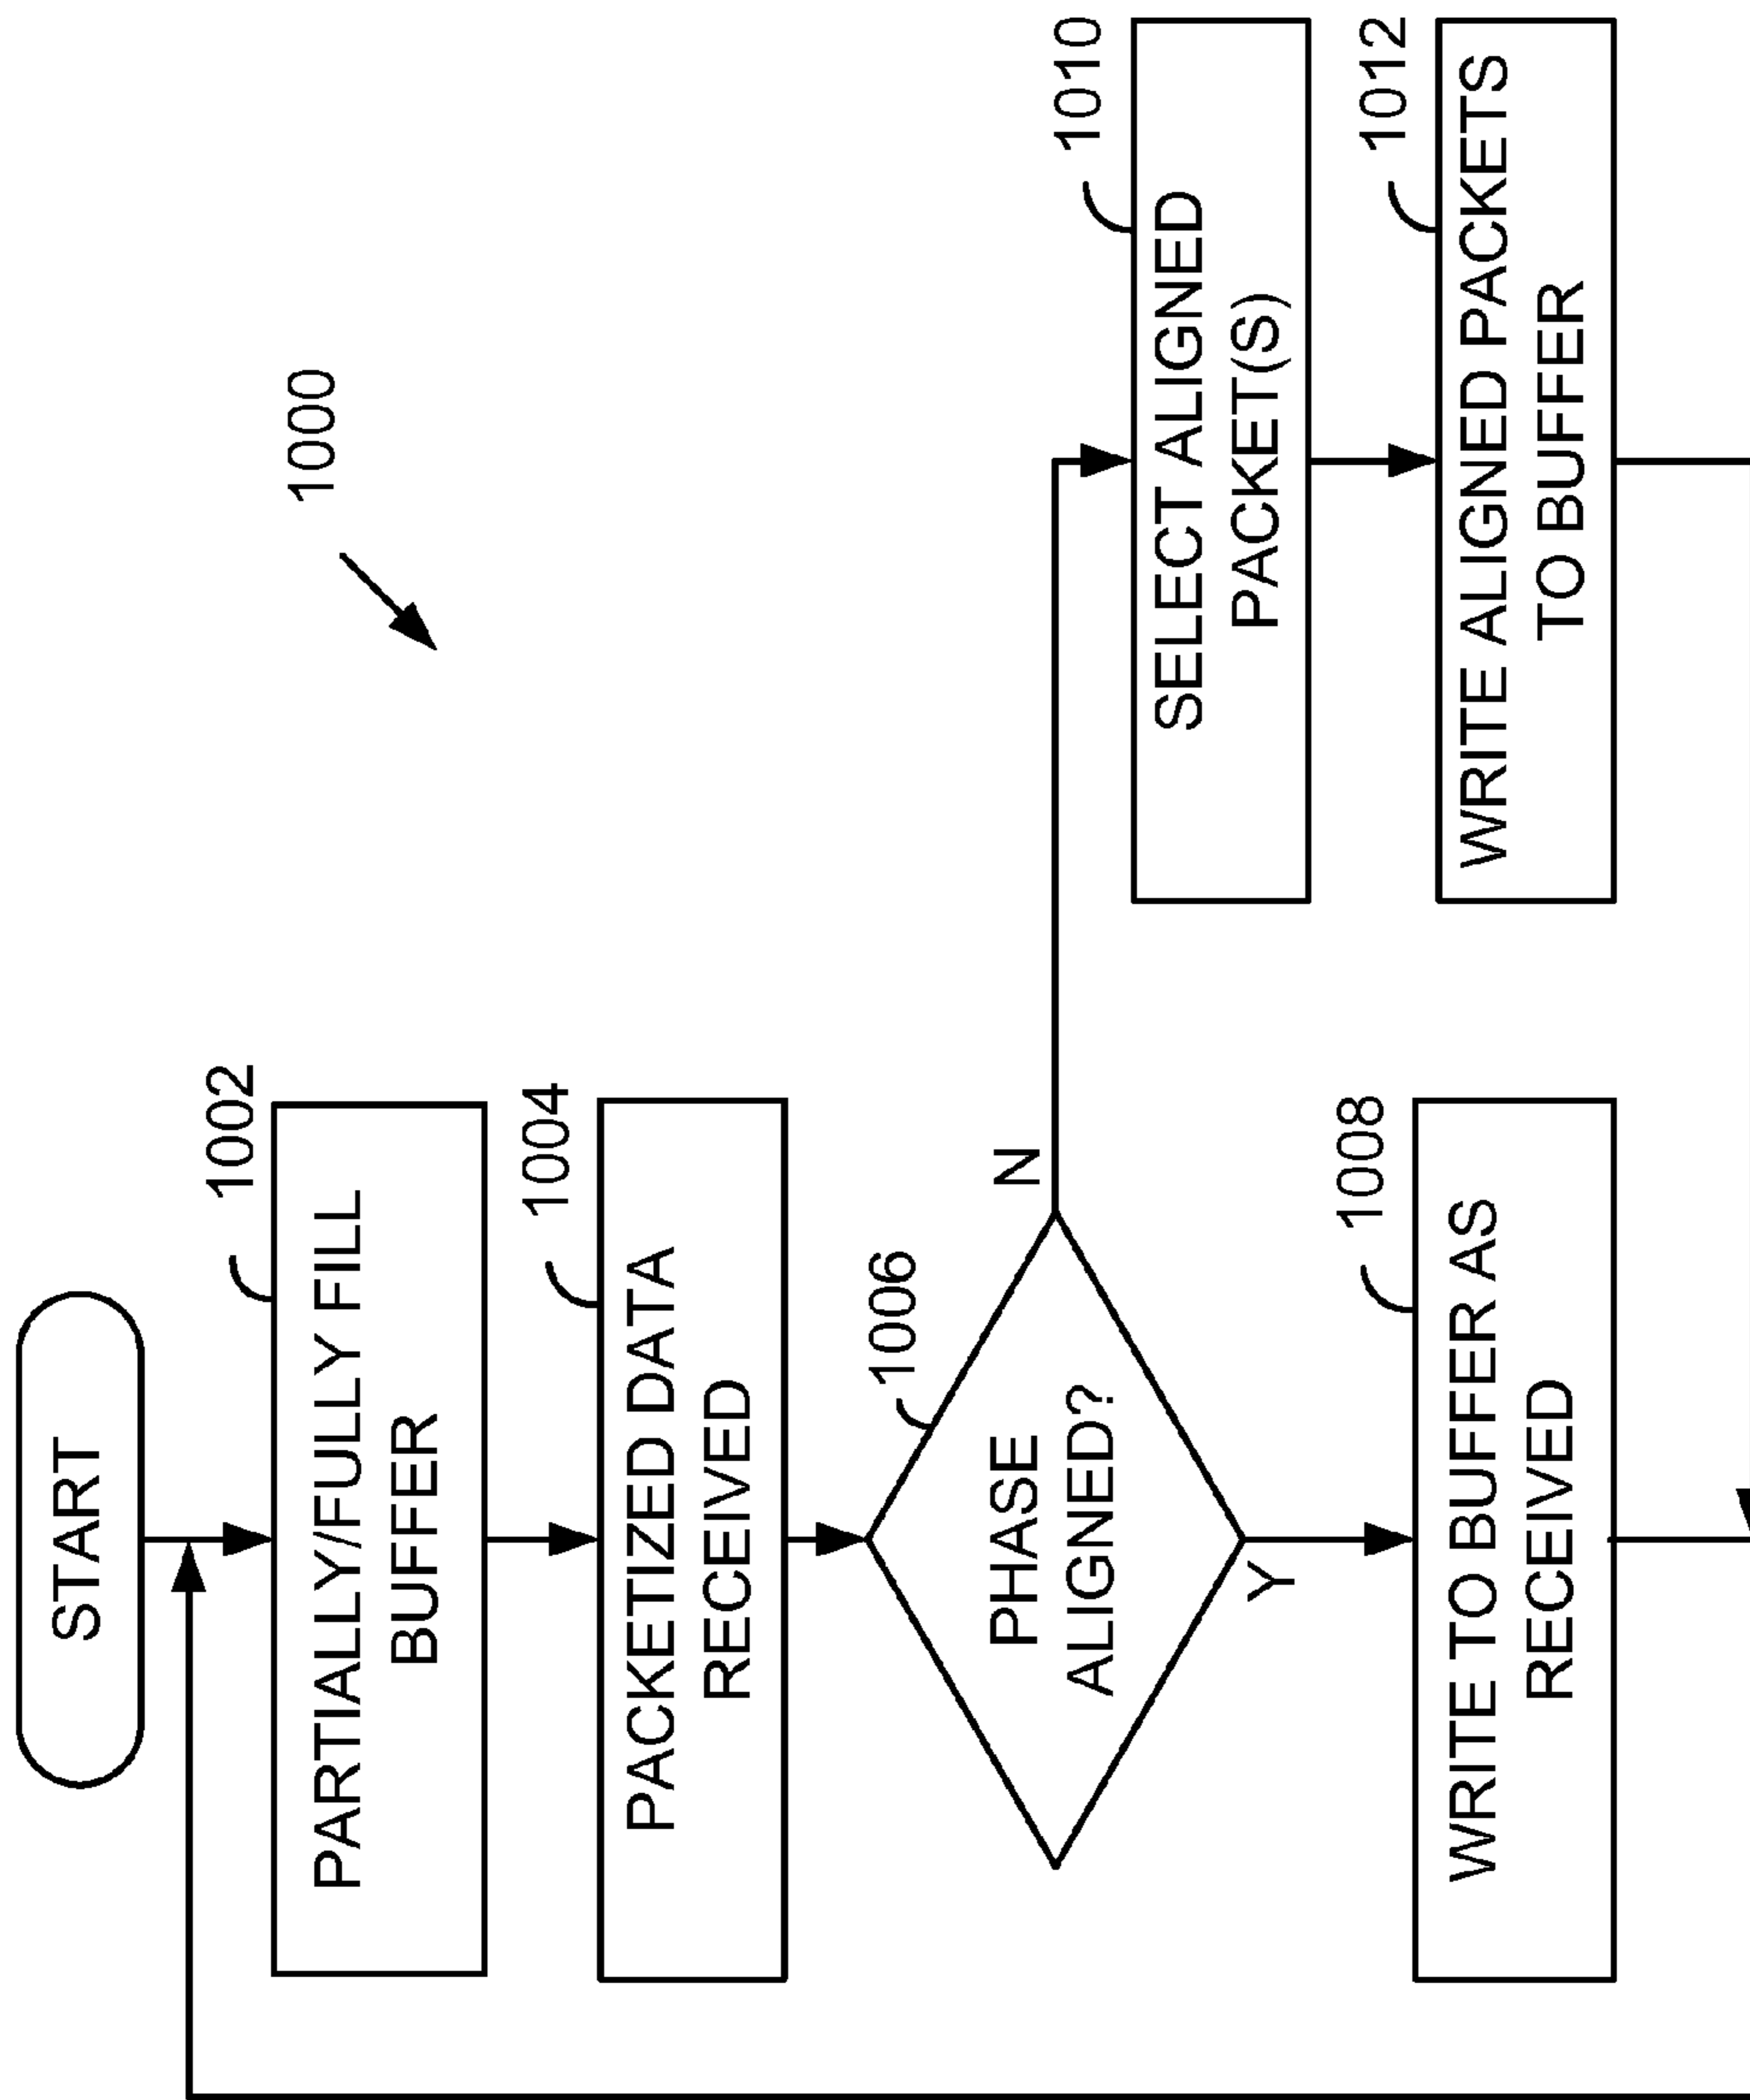 START
1000
1002
PARTIALLY/FULLY FILL
BUFFER
1004
PACKETIZED DATA
RECEIVED
1006
PHASE
ALIGNED?
N
Y
1008
WRITE TO BUFFER AS
RECEIVED
1010
SELECT ALIGNED
PACKET(S)
1012
WRITE ALIGNED PACKETS
TO BUFFER